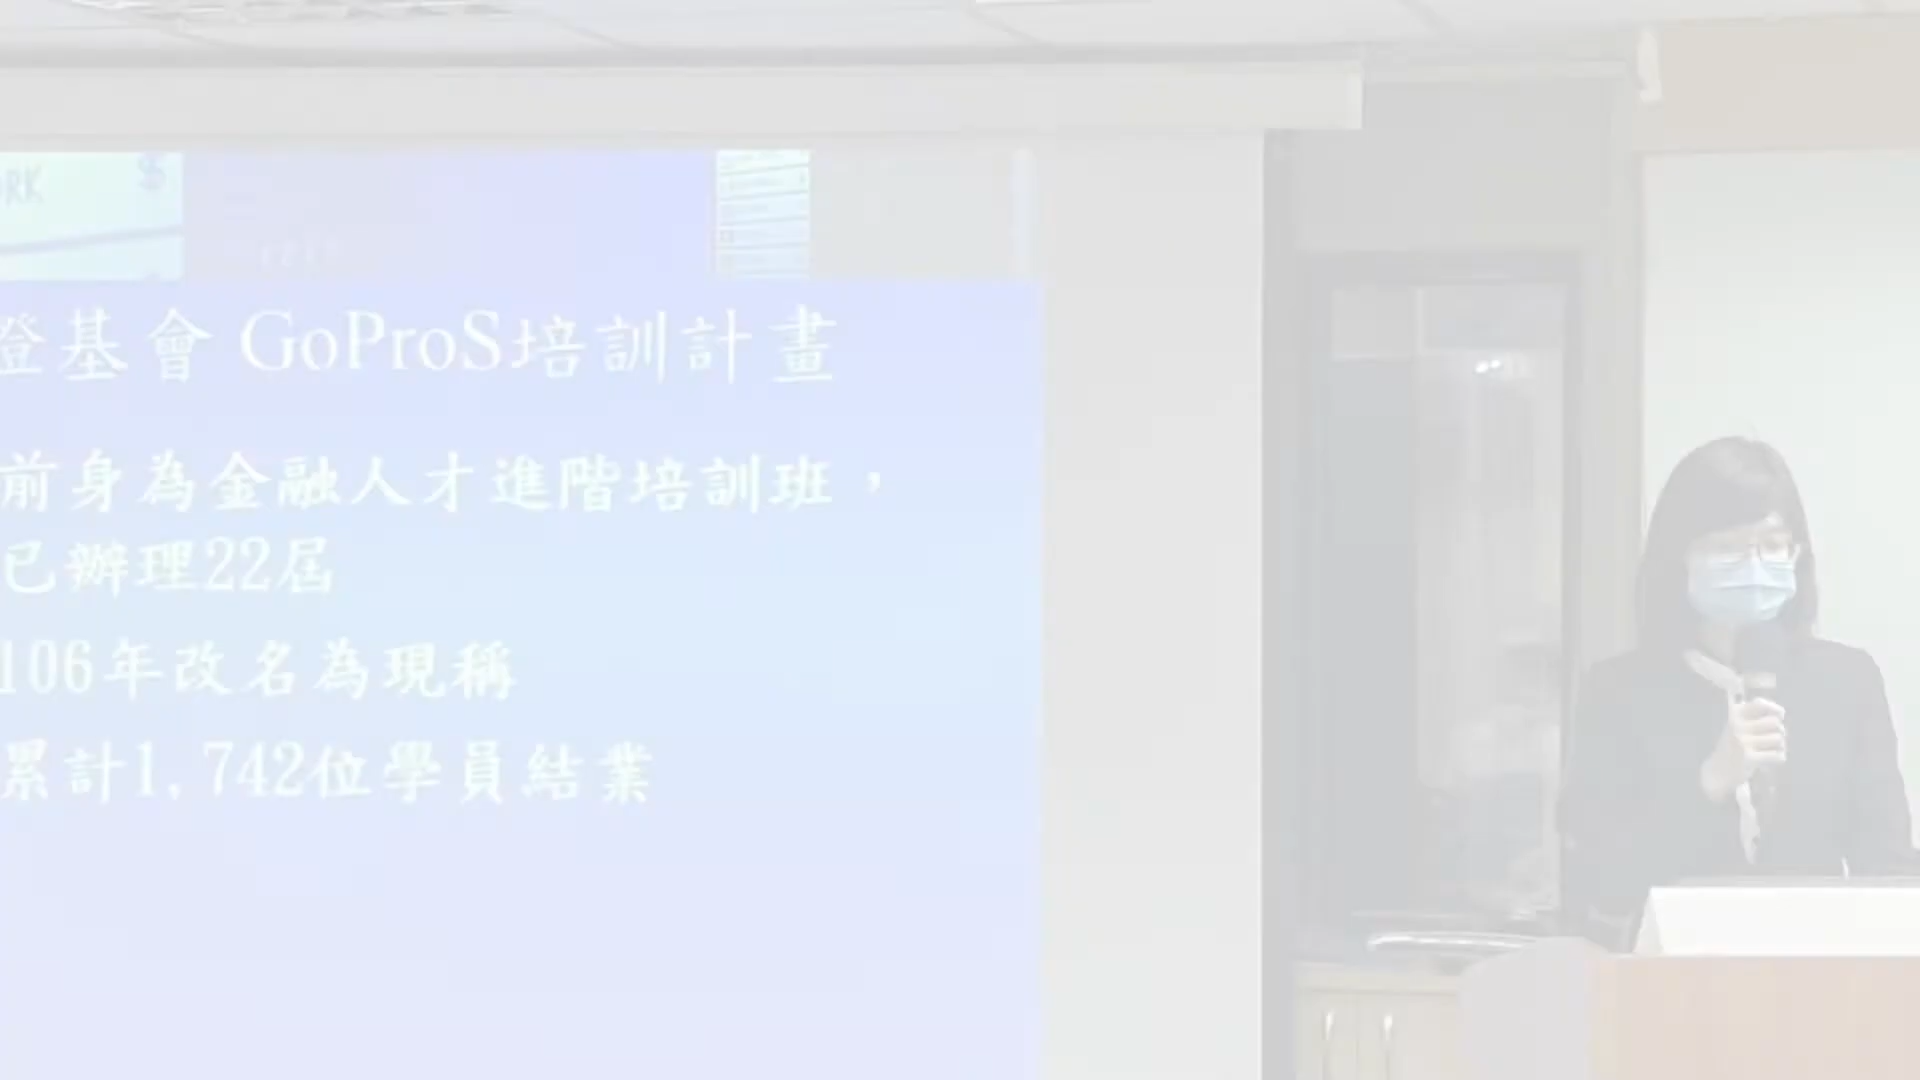 RK $
證基會 GoProS培訓計畫
前身為金融人才進階培訓班，
已辦理22屆
106年改名為現稱
累計1,742位學員結業